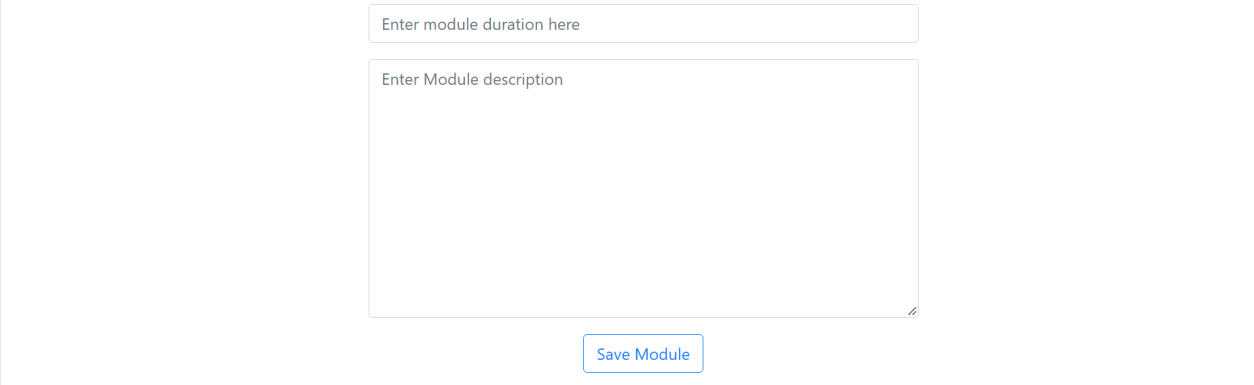 Enter module duration here
Enter Module description
Save Module